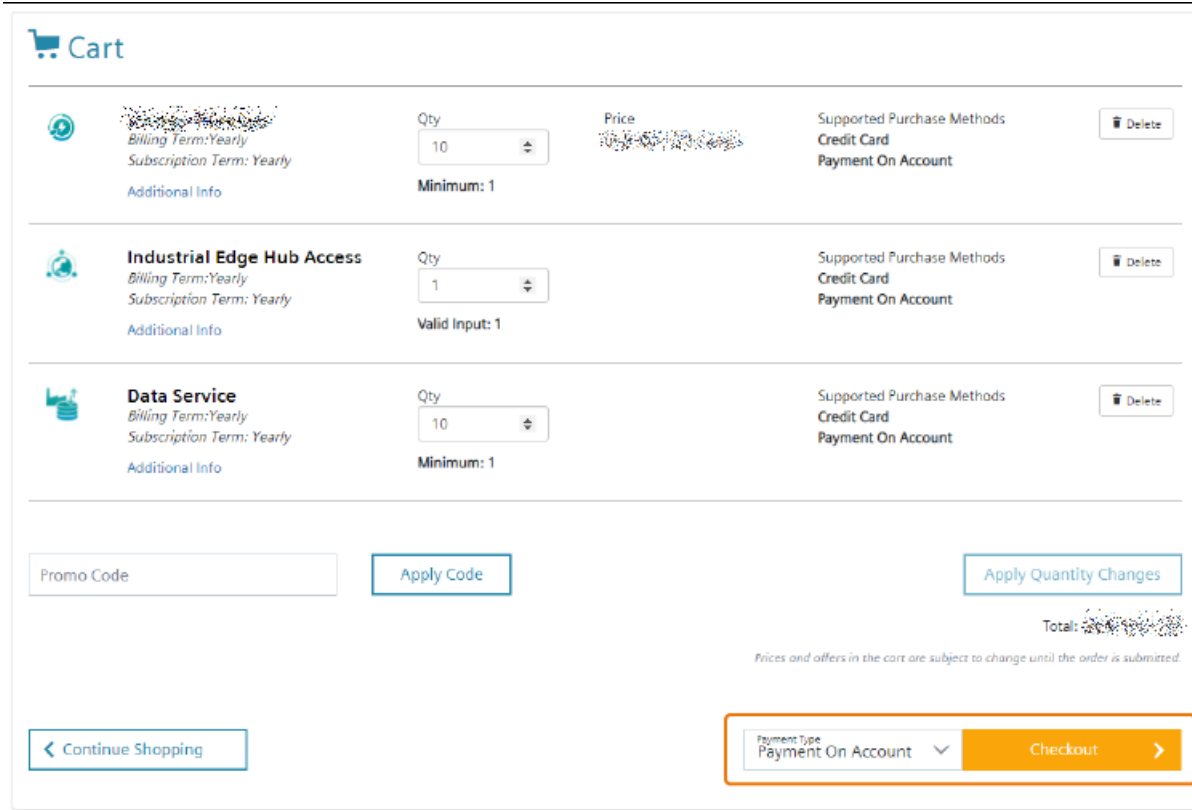 Cart
Qty
Price
Supported Purchase Methods
10
Billing Term:Yearly
Credit Card
Delete
Subscription Term: Yearly
Payment On Account
Additional Info
Minimum: 1
Industrial Edge Hub Access
Qty
Supported Purchase Methods
Billing Term:Yearly
1
Credit Card
Delete
Subscription Term: Yearly
Payment On Account
Additional Info
Valid Input: 1
Data Service
Qty
Supported Purchase Methods
Billing Term:Yearly
10
Credit Card
Delete
Subscription Term: Yearly
Payment On Account
Additional Info
Minimum: 1
Promo Code
Apply Code
Apply Quantity Changes
Total:
Prices and offers in the cart are subject to change until the order is submitted.
Continue Shopping
Payment Type
Payment On Account
Checkout